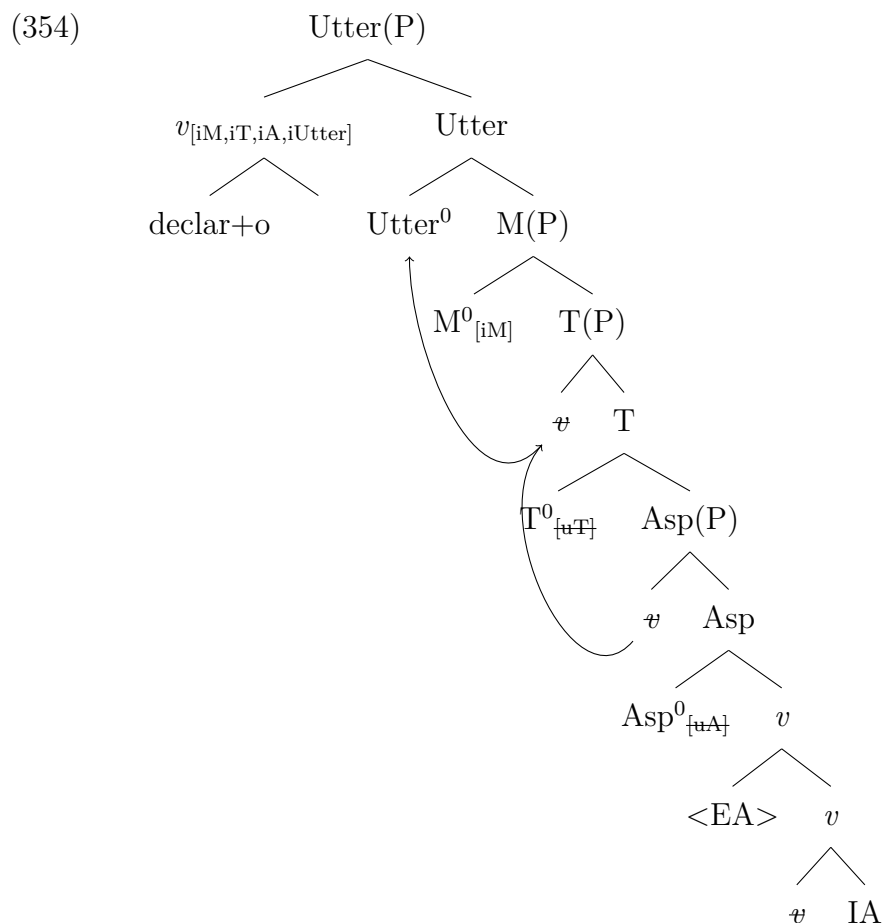 (354) Utter(P)
v[iM,iT,iA,iUtter] Utter
declar+o Utter⁰ M(P)
M⁰[iM] T(P)
v T
T⁰[uT] Asp(P)
v Asp
Asp⁰[uA] v
<EA> v
v IA